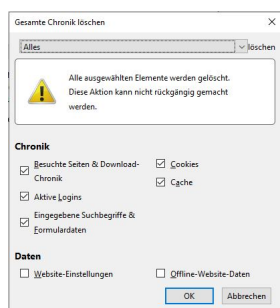 Gesamte Chronik löschen
Alles löschen
Alle ausgewählten Elemente werden gelöscht.
Diese Aktion kann nicht rückgängig gemacht
werden.
Chronik
Besuchte Seiten & Download-
Chronik
Cookies
Cache
Aktive Logins
Eingegebene Suchbegriffe &
Formulardaten
Daten
Website-Einstellungen
Offline-Website-Daten
OK
Abbrechen